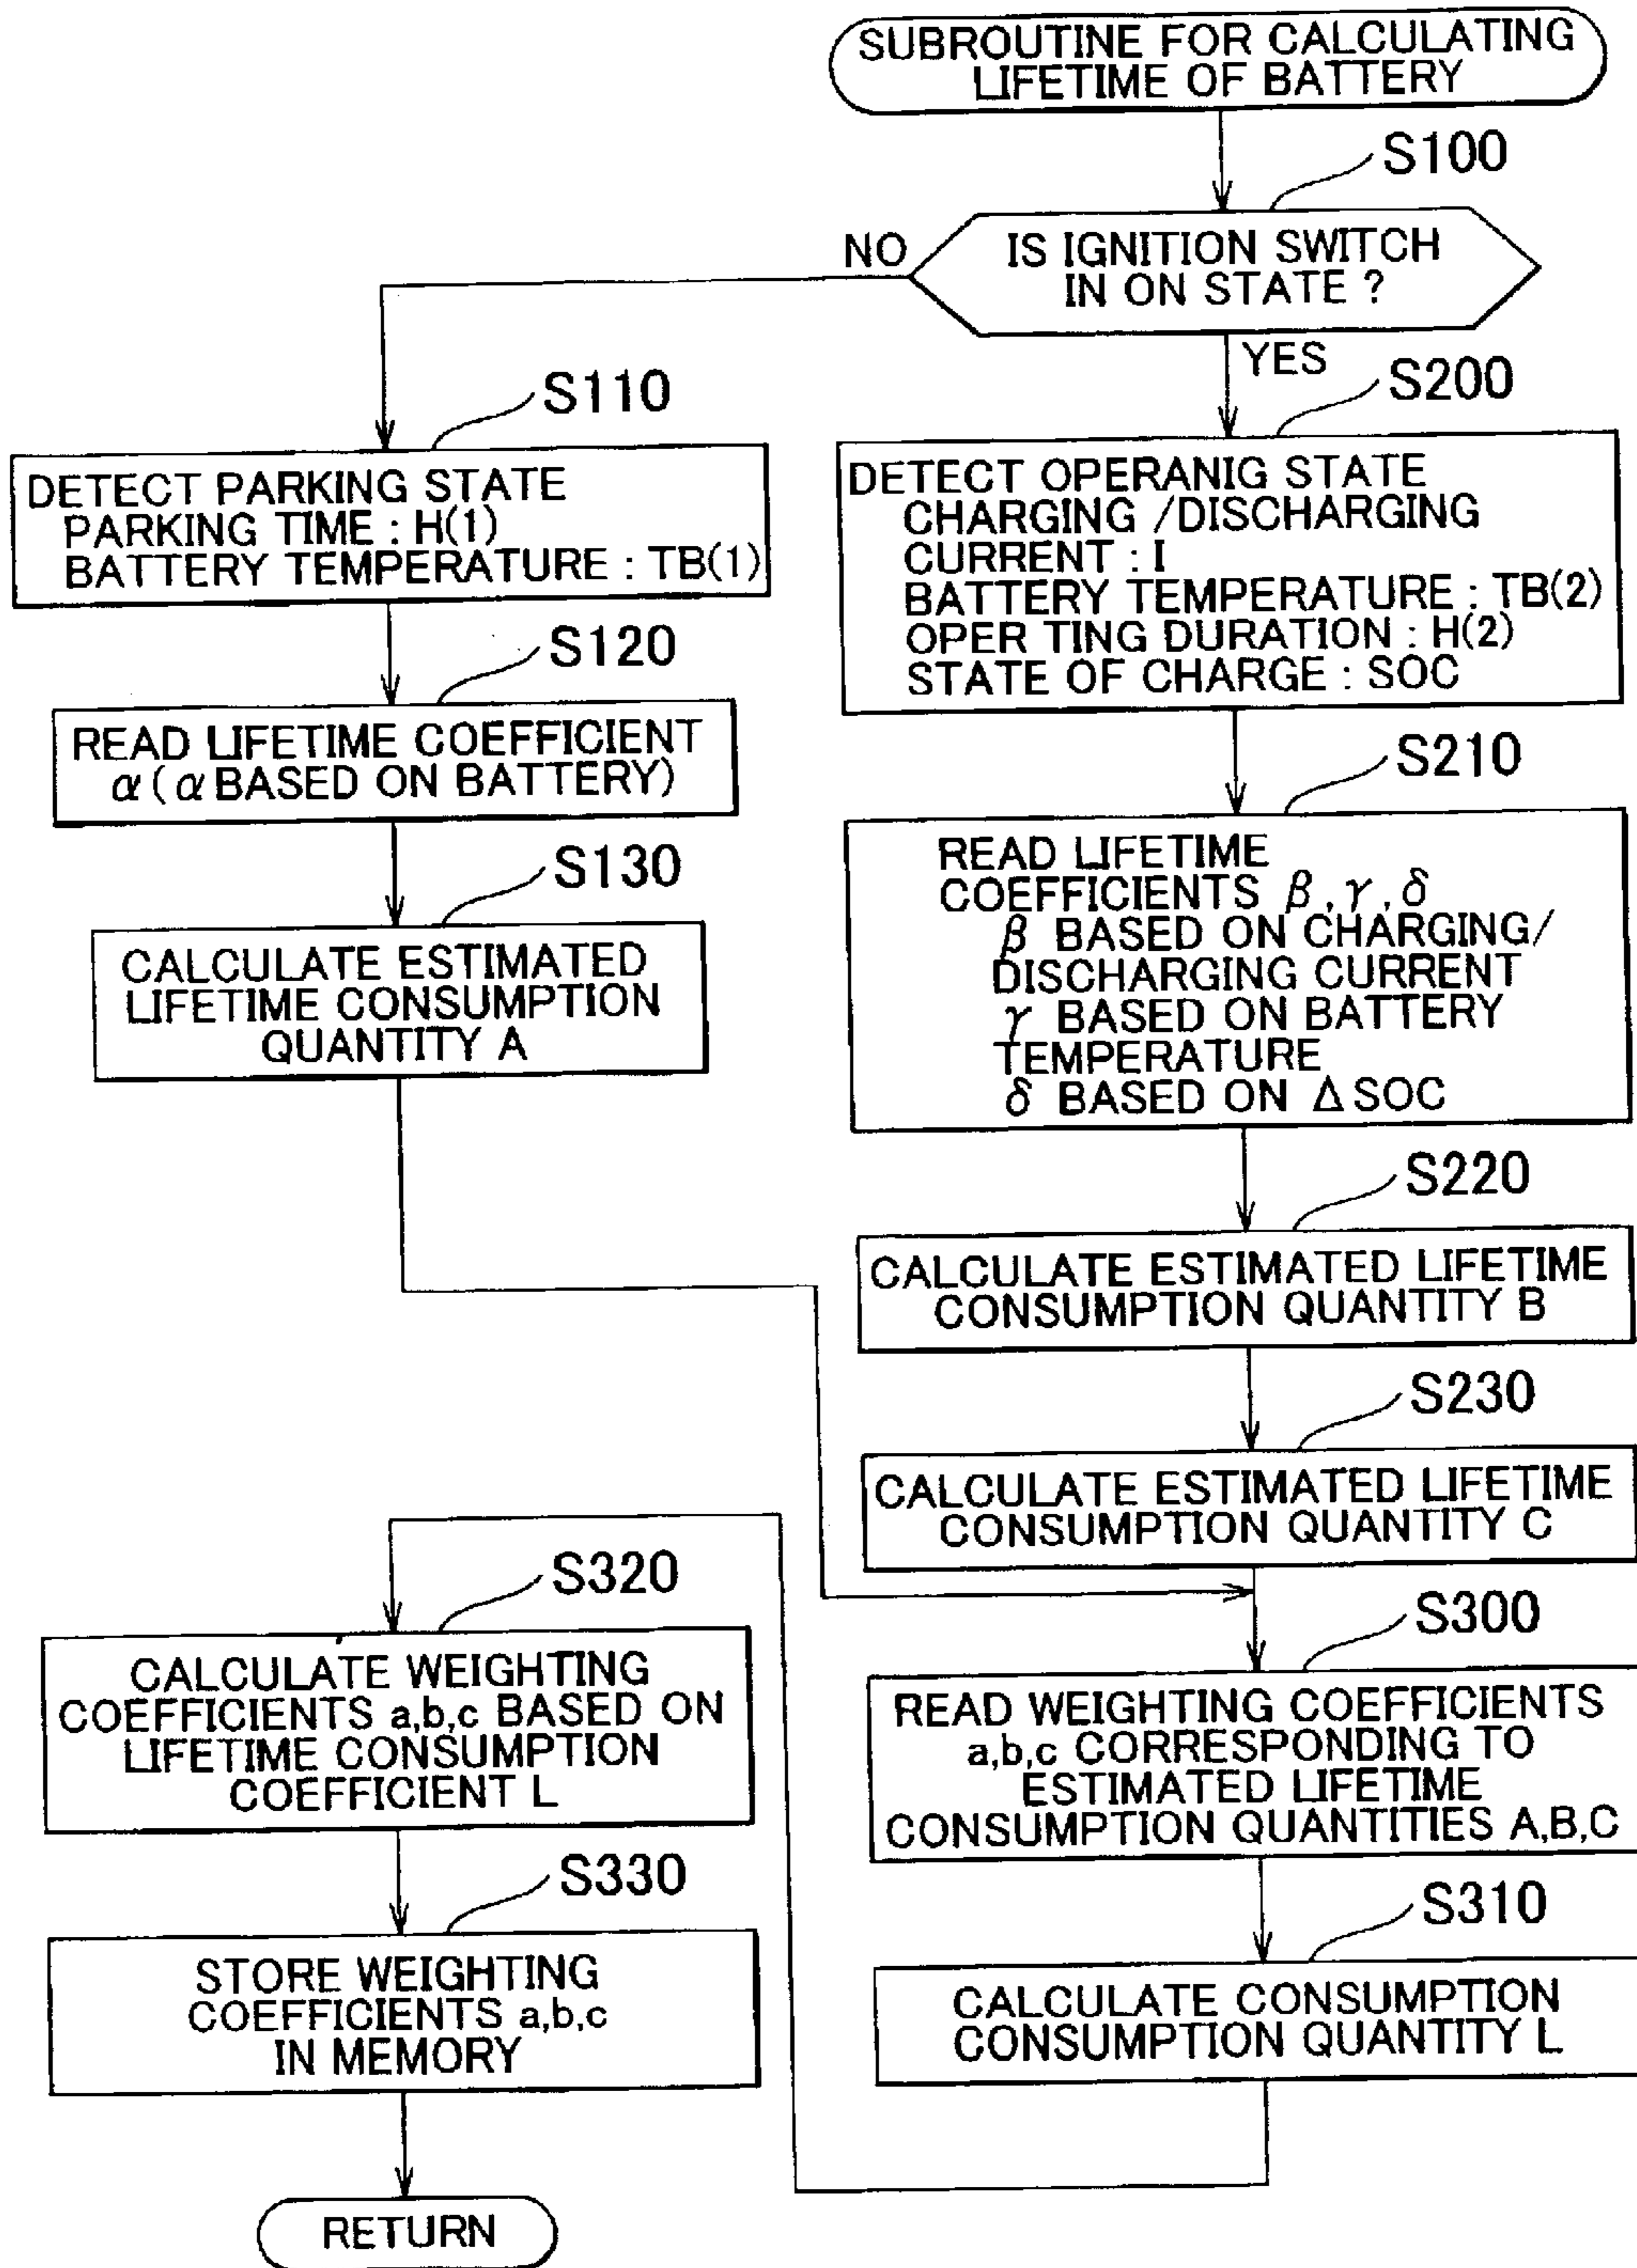 SUBROUTINE FOR CALCULATING
LIFETIME OF BATTERY
S100
IS IGNITION SWITCH
IN ON STATE ?
NO
YES
S110
DETECT PARKING STATE
PARKING TIME : H(1)
BATTERY TEMPERATURE : TB(1)
S120
READ LIFETIME COEFFICIENT
α ( α BASED ON BATTERY)
S130
CALCULATE ESTIMATED
LIFETIME CONSUMPTION
QUANTITY A
S200
DETECT OPERANIG STATE
CHARGING /DISCHARGING
CURRENT : I
BATTERY TEMPERATURE : TB(2)
OPER TING DURATION : H(2)
STATE OF CHARGE : SOC
S210
READ LIFETIME
COEFFICIENTS β , γ , δ
β BASED ON CHARGING/
DISCHARGING CURRENT
γ BASED ON BATTERY
TEMPERATURE
δ BASED ON Δ SOC
S220
CALCULATE ESTIMATED LIFETIME
CONSUMPTION QUANTITY B
S230
CALCULATE ESTIMATED LIFETIME
CONSUMPTION QUANTITY C
S300
READ WEIGHTING COEFFICIENTS
a,b,c CORRESPONDING TO
ESTIMATED LIFETIME
CONSUMPTION QUANTITIES A,B,C
S310
CALCULATE CONSUMPTION
CONSUMPTION QUANTITY L
S320
CALCULATE WEIGHTING
COEFFICIENTS a,b,c BASED ON
LIFETIME CONSUMPTION
COEFFICIENT L
S330
STORE WEIGHTING
COEFFICIENTS a,b,c
IN MEMORY
RETURN